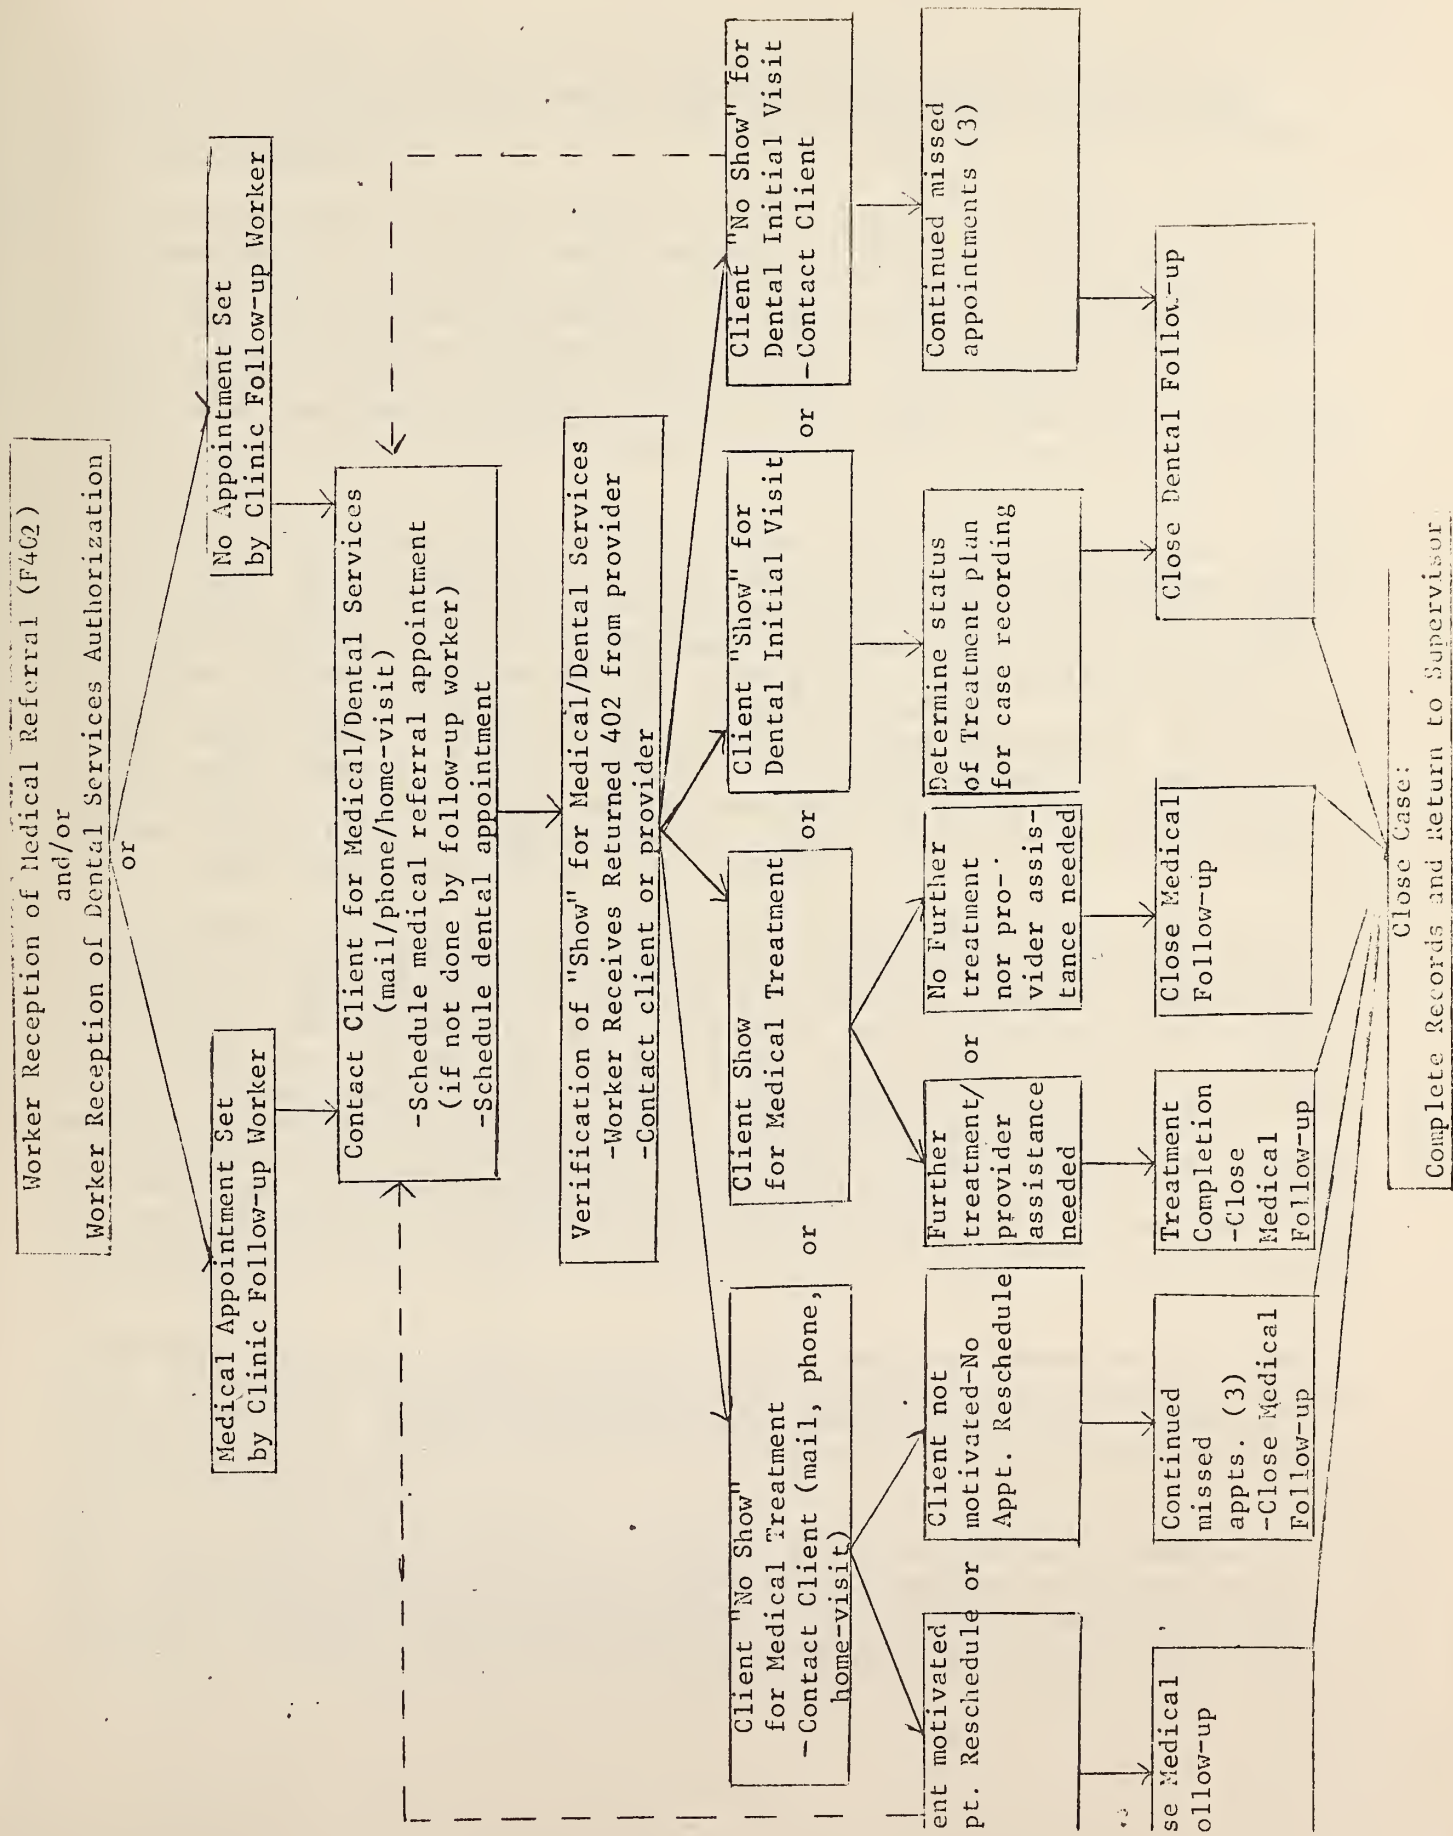 Worker Reception of Medical Referral (F402)
and/or
Worker Reception of Dental Services Authorization
or
Medical Appointment Set
by Clinic Follow-up Worker
No Appointment Set
by Clinic Follow-up Worker
Contact Client for Medical/Dental Services
(mail/phone/home-visit)
-Schedule medical referral appointment
(if not done by follow-up worker)
-Schedule dental appointment
Verification of "Show" for Medical/Dental Services
-Worker Receives Returned 402 from provider
-Contact client or provider
Client "No Show"
for Medical Treatment
-Contact Client (mail, phone,
home-visit)
or
Client Show
for Medical Treatment
or
Client "Show" for
Dental Initial Visit
or
Client "No Show" for
Dental Initial Visit
-Contact Client
ent motivated
pt. Reschedule
or
Client not
motivated-No
Appt. Reschedule
Further
treatment/
provider
assistance
needed
or
No Further
treatment
nor pro-
vider assis-
tance needed
Determine status
of Treatment plan
for case recording
Continued missed
appointments (3)
se Medical
ollow-up
Continued
missed
appts. (3)
-Close Medical
Follow-up
Treatment
Completion
-Close
Medical
Follow-up
Close Medical
Follow-up
Close Dental Follow-up
Close Case:
Complete Records and Return to Supervisor